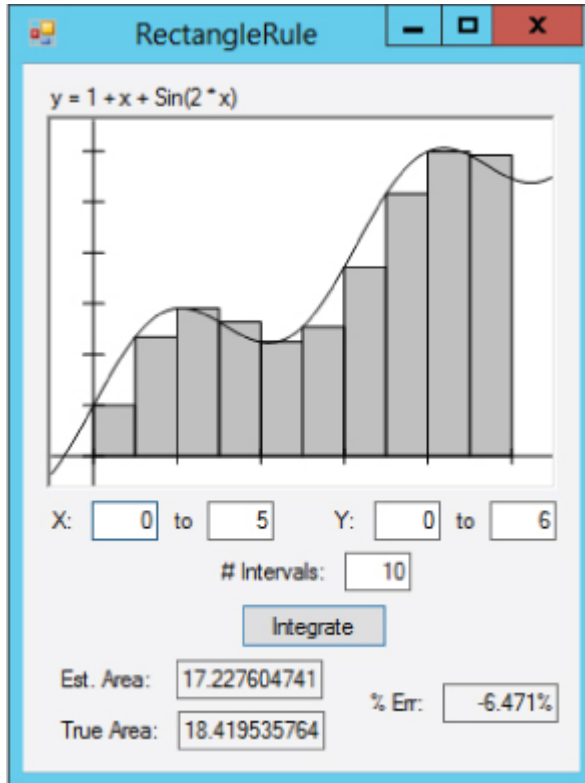 RectangleRule
y = 1 + x + Sin(2 * x)
X: 0 to 5 Y: 0 to 6
# Intervals: 10
Integrate
Est. Area: 17.227604741
% Err: -6.471%
True Area: 18.419535764